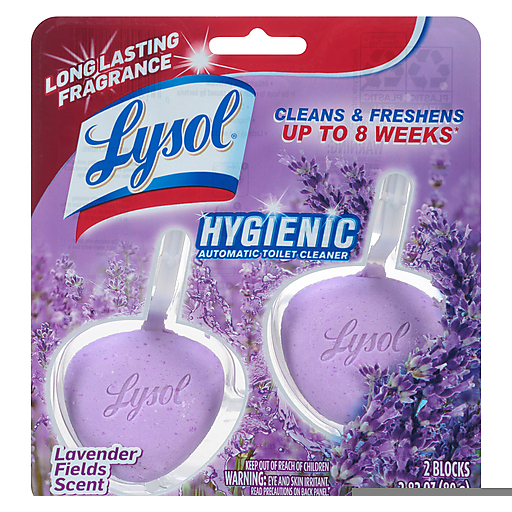 LONG LASTING
FRAGRANCE
Lysol®
CLEANS & FRESHENS
UP TO 8 WEEKS*
HYGIENIC
AUTOMATIC TOILET CLEANER
Lysol
Lysol
Lavender
Fields
Scent
KEEP OUT OF REACH OF CHILDREN
WARNING: EYE AND SKIN IRRITANT.
READ PRECAUTIONS ON BACK PANEL
2 BLOCKS